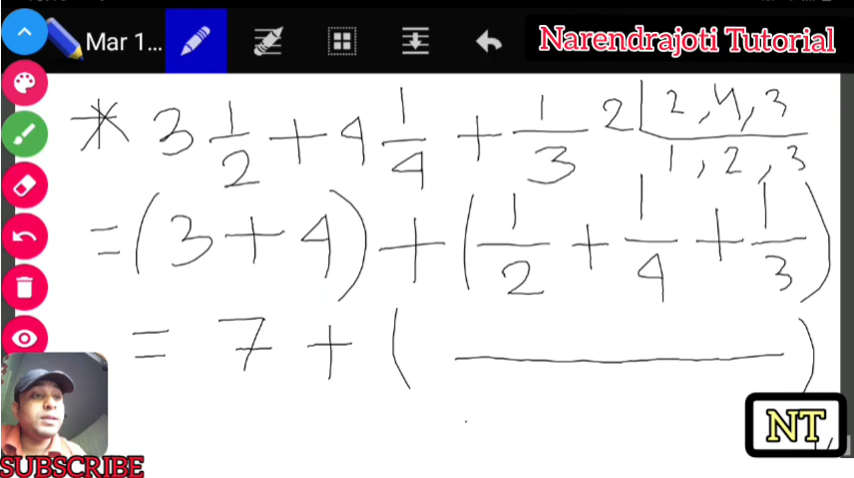 Mar 1...
Narendrajoti Tutorial
* 3 1/2 + 4 1/4 + 1/3 2 | 2, 4, 3
1, 2, 3
= (3 + 4) + (1/2 + 1/4 + 1/3)
= 7 + ( ——— )
NT
SUBSCRIBE